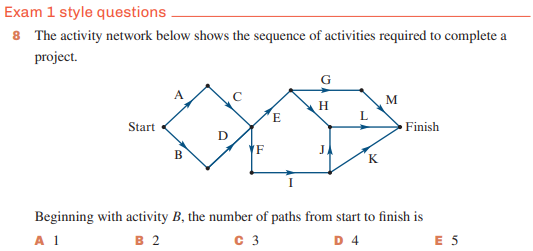 Exam 1 style questions
8 The activity network below shows the sequence of activities required to complete a
project.
G
A C M
H
E L
Start Finish
D
B F J K
I
Beginning with activity B, the number of paths from start to finish is
A 1 B 2 C 3 D 4 E 5